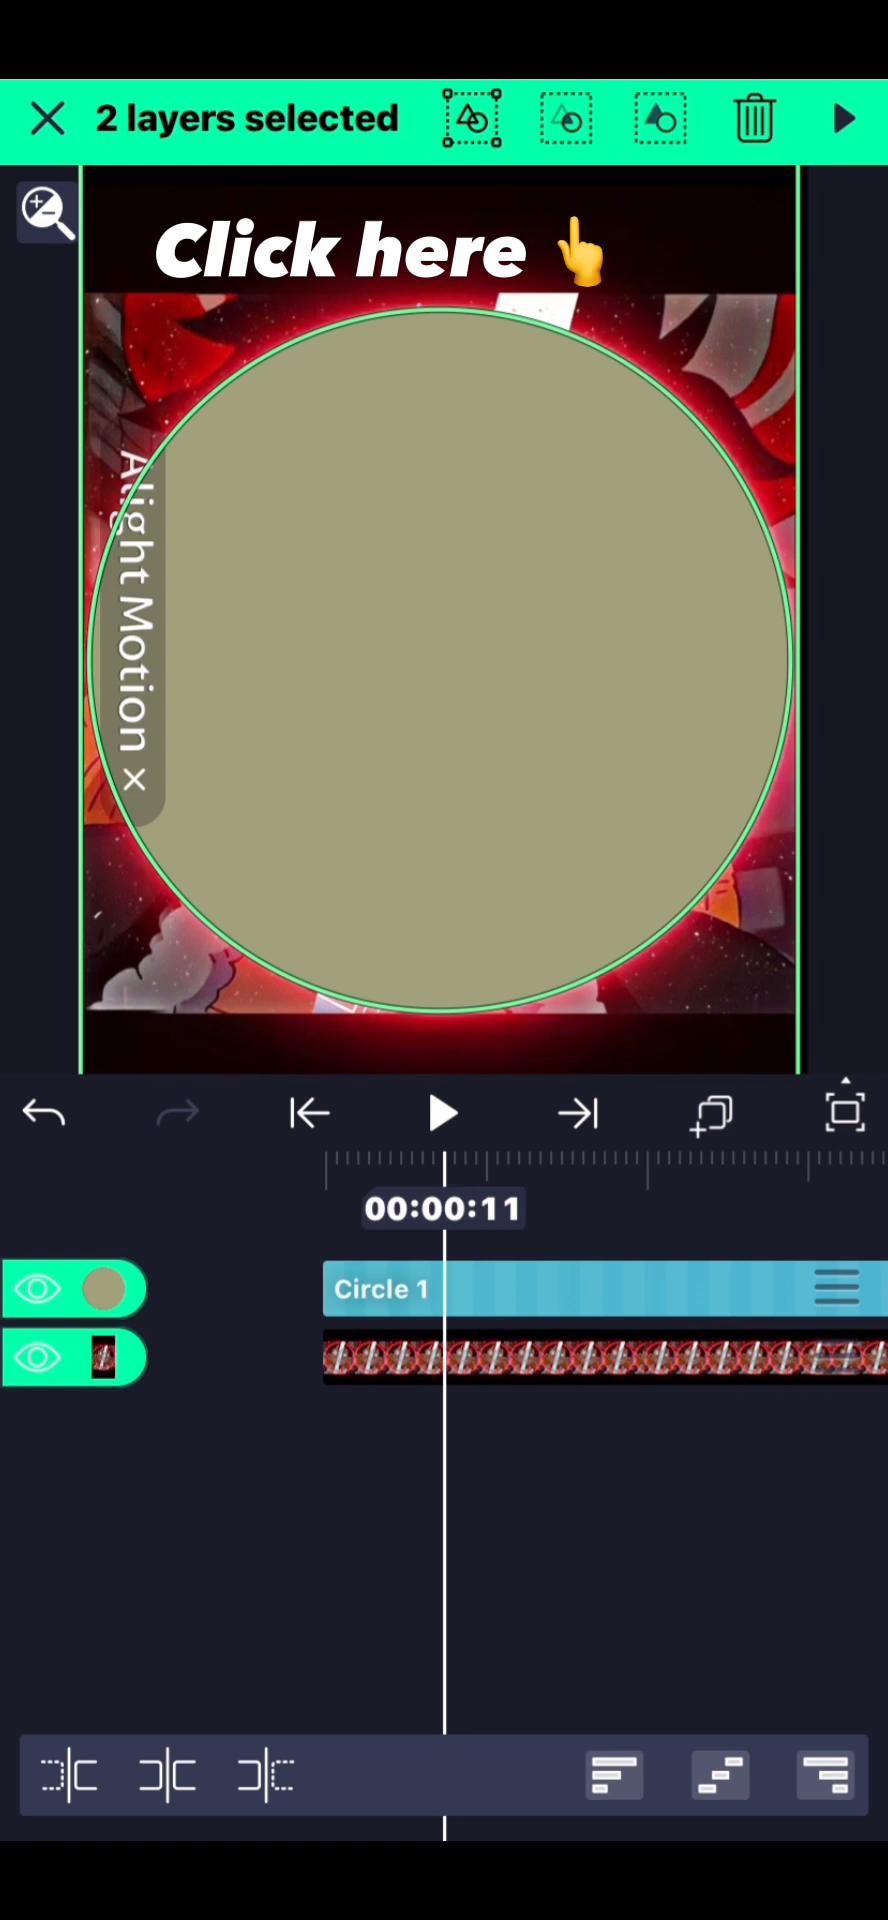 2 layers selected
Click here 👆
Alight Motion ×
00:00:11
Circle 1